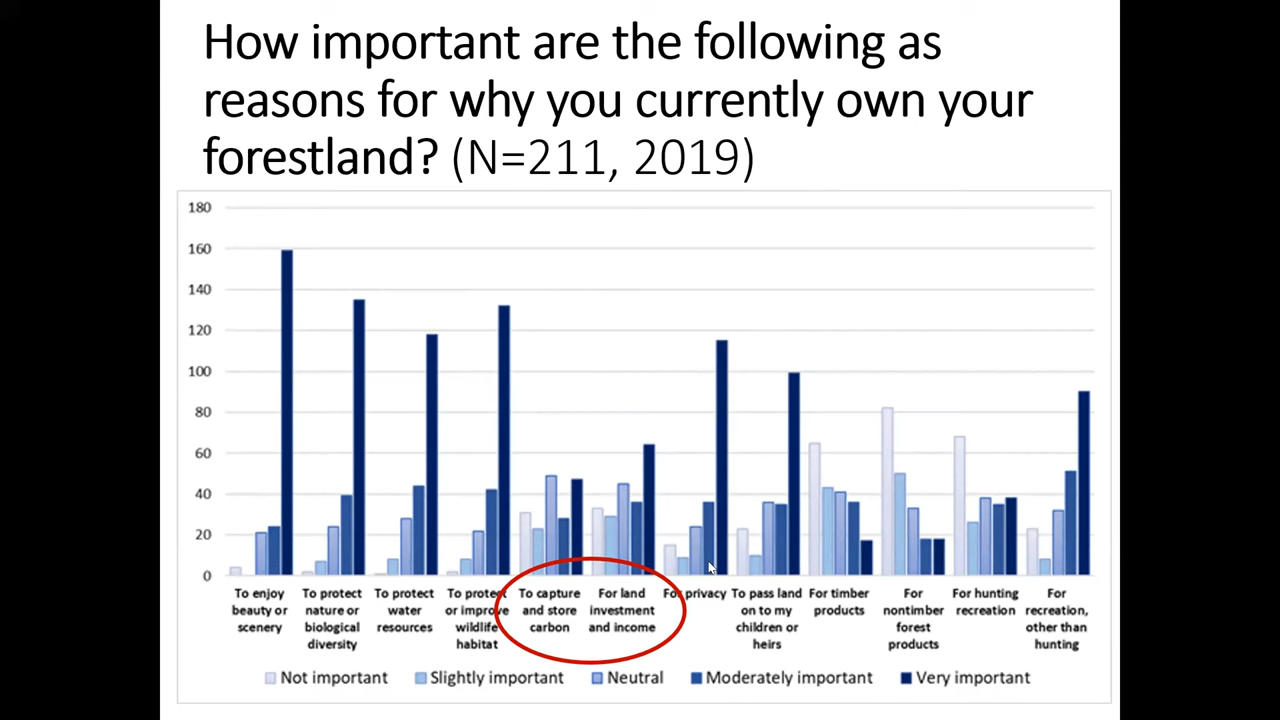 How important are the following as
reasons for why you currently own your
forestland? (N=211, 2019)
180
160
140
120
100
80
60
40
20
0
To enjoy
beauty or
scenery
To protect
nature or
biological
diversity
To protect
water
resources
To protect
or improve
wildlife
habitat
To capture
and store
carbon
For land
investment
and income
For privacy
To pass land
on to my
children or
heirs
For timber
products
For
nontimber
forest
products
For hunting
recreation
For
recreation,
other than
hunting
Not important
Slightly important
Neutral
Moderately important
Very important